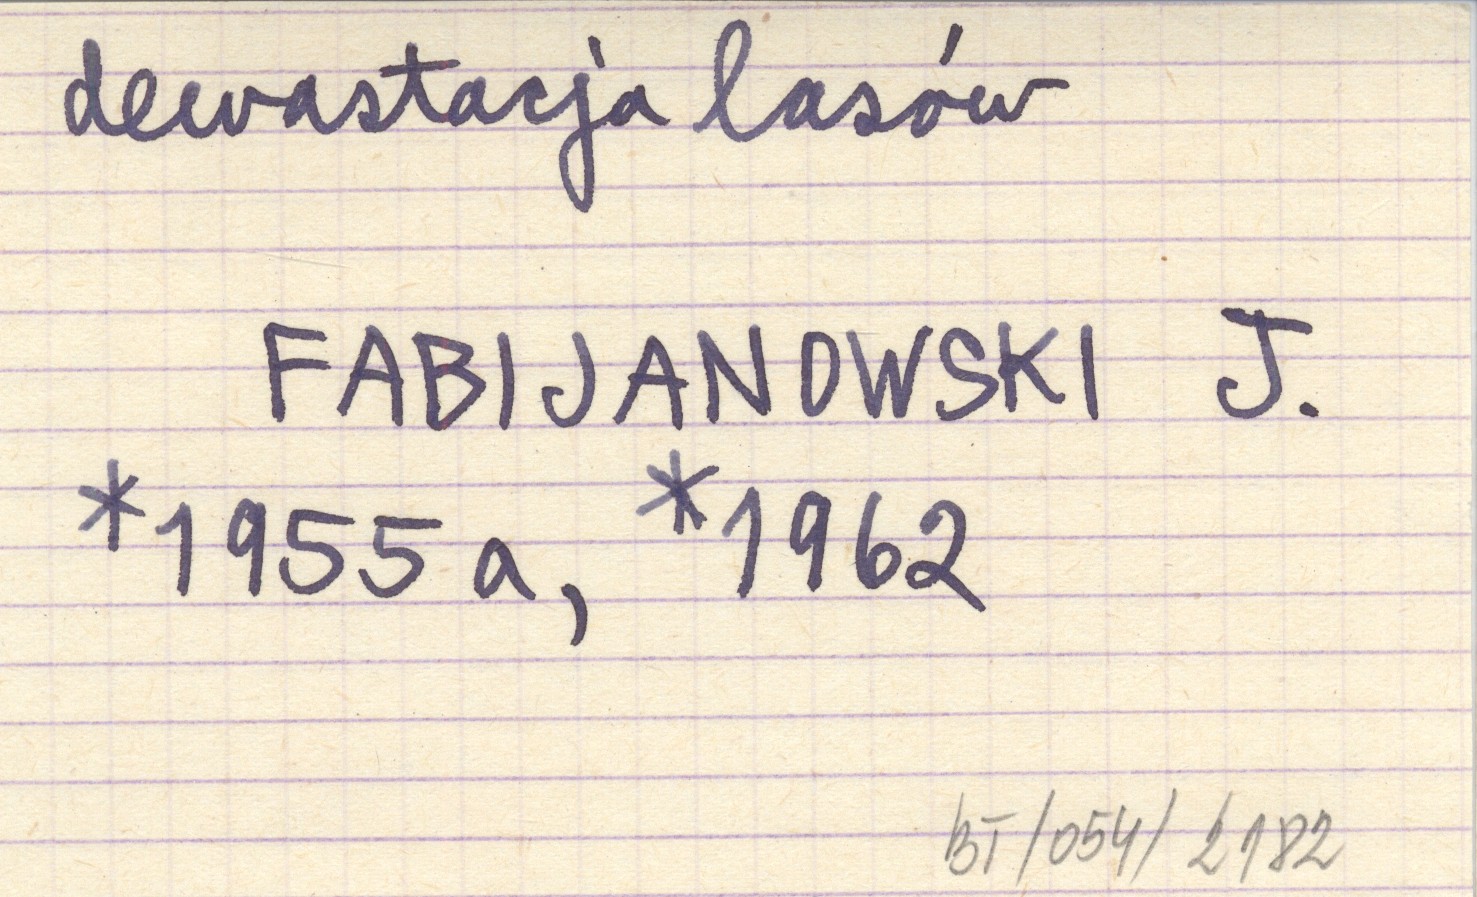 dewastacja lasów
FABIJANOWSKI J.
*1955a, *1962
BT/054/2182